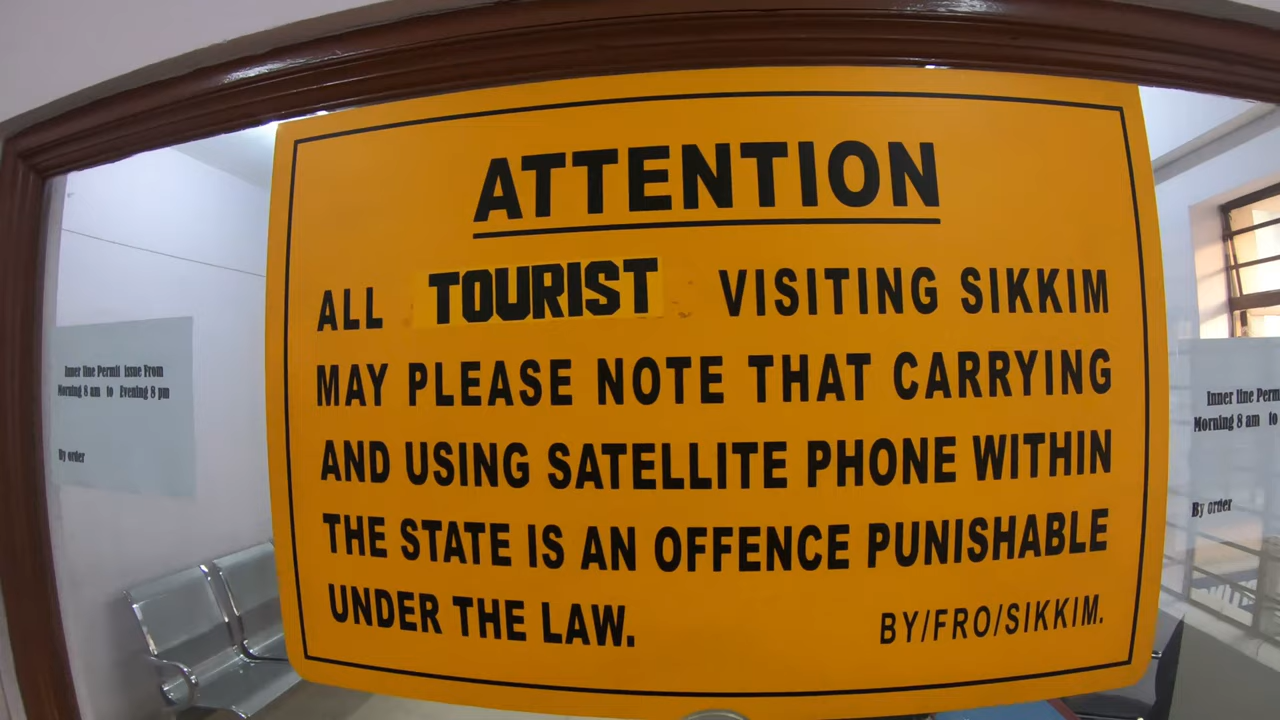 ATTENTION
ALL TOURIST VISITING SIKKIM
MAY PLEASE NOTE THAT CARRYING
AND USING SATELLITE PHONE WITHIN
THE STATE IS AN OFFENCE PUNISHABLE
UNDER THE LAW.
BY/FRO/SIKKIM.
Inner line Permit issue From
Morning 8 am to Evening 8 pm
By order
Inner line Perm
Morning 8 am to
By order